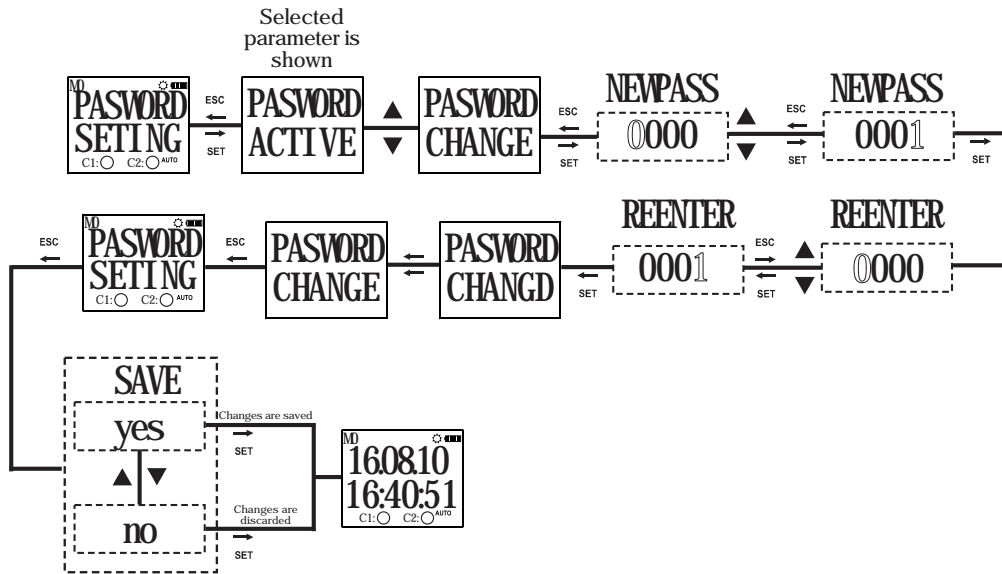 Selected
parameter is
shown
M0
PASWORD
SETING
C1: C2: AUTO
ESC
SET
PASWORD
ACTIVE
PASWORD
CHANGE
ESC
SET
NEWPASS
0000
ESC
SET
NEWPASS
0001
SET
ESC
M0
PASWORD
SETING
C1: C2: AUTO
ESC
PASWORD
CHANGE
PASWORD
CHANGD
SET
REENTER
0001
ESC
SET
REENTER
0000
SAVE
yes
no
Changes are saved
SET
Changes are
discarded
SET
M0
16.08.10
16:40:51
C1: C2: AUTO